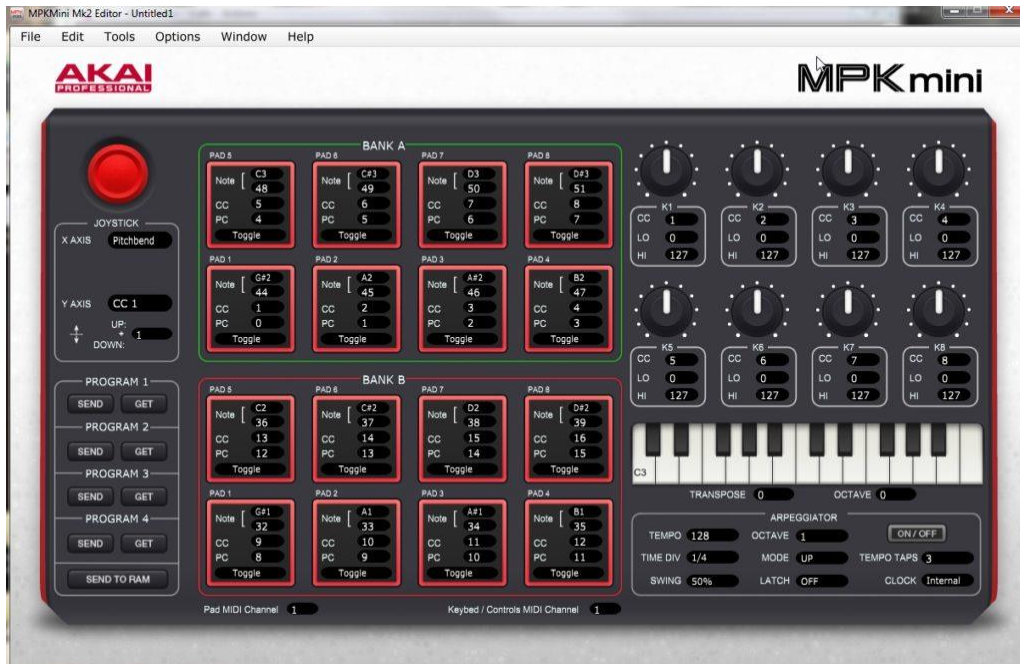 MPKMini Mk2 Editor - Untitled1
File Edit Tools Options Window Help
AKAI
PROFESSIONAL
MPKmini
JOYSTICK
X AXIS Pitchbend
Y AXIS CC 1
UP:
+ 1
DOWN:
PROGRAM 1
SEND GET
PROGRAM 2
SEND GET
PROGRAM 3
SEND GET
PROGRAM 4
SEND GET
SEND TO RAM
BANK A
PAD 5 PAD 6 PAD 7 PAD 8
C3 C#3 D3 D#3
Note [ 48 Note [ 49 Note [ 50 Note [ 51
CC 5 CC 6 CC 7 CC 8
PC 4 PC 5 PC 6 PC 7
Toggle Toggle Toggle Toggle
PAD 1 PAD 2 PAD 3 PAD 4
G#2 A2 A#2 B2
Note [ 44 Note [ 45 Note [ 46 Note [ 47
CC 1 CC 2 CC 3 CC 4
PC 0 PC 1 PC 2 PC 3
Toggle Toggle Toggle Toggle
BANK B
PAD 5 PAD 6 PAD 7 PAD 8
C2 C#2 D2 D#2
Note [ 36 Note [ 37 Note [ 38 Note [ 39
CC 13 CC 14 CC 15 CC 16
PC 12 PC 13 PC 14 PC 15
Toggle Toggle Toggle Toggle
PAD 1 PAD 2 PAD 3 PAD 4
G#1 A1 A#1 B1
Note [ 32 Note [ 33 Note [ 34 Note [ 35
CC 9 CC 10 CC 11 CC 12
PC 8 PC 9 PC 10 PC 11
Toggle Toggle Toggle Toggle
Pad MIDI Channel 1 Keybed / Controls MIDI Channel 1
K1 K2 K3 K4
CC 1 CC 2 CC 3 CC 4
LO 0 LO 0 LO 0 LO 0
HI 127 HI 127 HI 127 HI 127
K5 K6 K7 K8
CC 5 CC 6 CC 7 CC 8
LO 0 LO 0 LO 0 LO 0
HI 127 HI 127 HI 127 HI 127
C3
TRANSPOSE 0 OCTAVE 0
ARPEGGIATOR
TEMPO 128 OCTAVE 1 ON / OFF
TIME DIV 1/4 MODE UP TEMPO TAPS 3
SWING 50% LATCH OFF CLOCK Internal